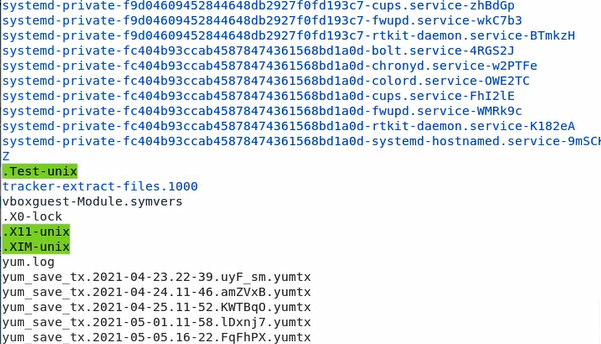 systemd-private-f9d04609452844648db2927f0fd193c7-cups.service-zhBdGp
systemd-private-f9d04609452844648db2927f0fd193c7-fwupd.service-wkC7b3
systemd-private-f9d04609452844648db2927f0fd193c7-rtkit-daemon.service-BTmkzH
systemd-private-fc404b93ccab45878474361568bd1a0d-bolt.service-4RGS2J
systemd-private-fc404b93ccab45878474361568bd1a0d-chronyd.service-w2PTFe
systemd-private-fc404b93ccab45878474361568bd1a0d-colord.service-OWE2TC
systemd-private-fc404b93ccab45878474361568bd1a0d-cups.service-FhI2lE
systemd-private-fc404b93ccab45878474361568bd1a0d-fwupd.service-WMRk9c
systemd-private-fc404b93ccab45878474361568bd1a0d-rtkit-daemon.service-K182eA
systemd-private-fc404b93ccab45878474361568bd1a0d-systemd-hostnamed.service-9mSCK
Z
.Test-unix
tracker-extract-files.1000
vboxguest-Module.symvers
.X0-lock
.X11-unix
.XIM-unix
yum.log
yum_save_tx.2021-04-23.22-39.uyF_sm.yumtx
yum_save_tx.2021-04-24.11-46.amZVxB.yumtx
yum_save_tx.2021-04-25.11-52.KWTBqO.yumtx
yum_save_tx.2021-05-01.11-58.lDxnj7.yumtx
yum_save_tx.2021-05-05.16-22.FqFhPX.yumtx